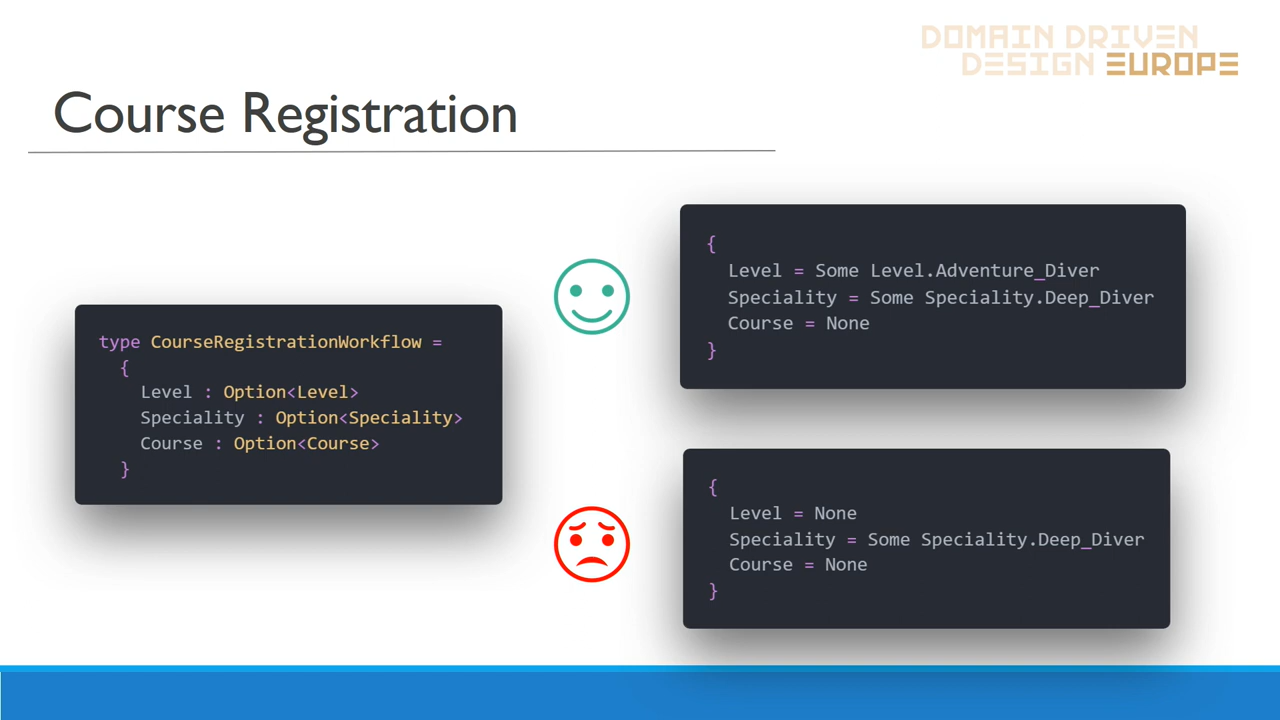 DOMAIN DRIVEN
DESIGN EUROPE
Course Registration
type CourseRegistrationWorkflow =
{
Level : Option<Level>
Speciality : Option<Speciality>
Course : Option<Course>
}
{
Level = Some Level.Adventure_Diver
Speciality = Some Speciality.Deep_Diver
Course = None
}
{
Level = None
Speciality = Some Speciality.Deep_Diver
Course = None
}